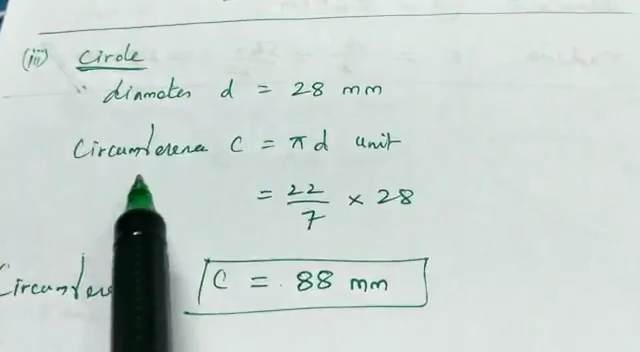 (iii) Circle
diameter d = 28 mm
Circumference C = πd unit
= 22/7 × 28
C = 88 mm